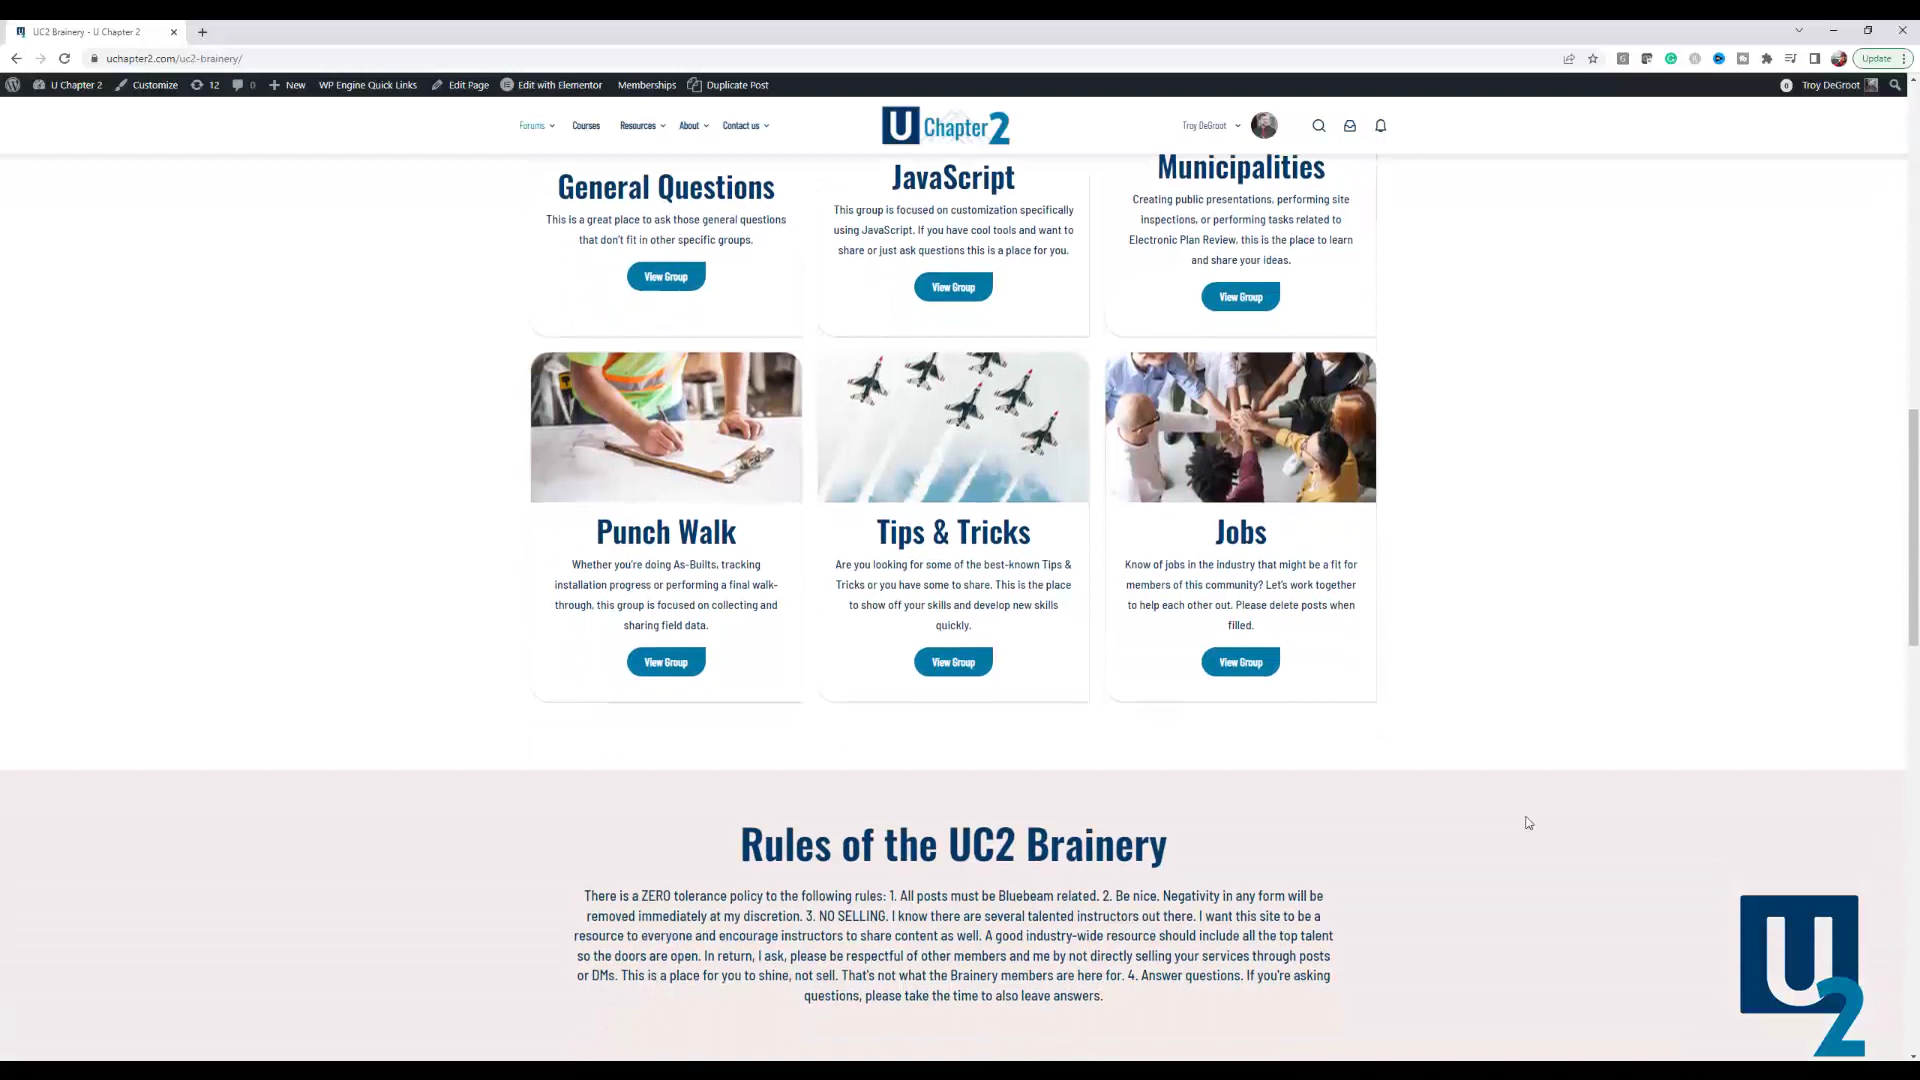 UC2 Brainery - U Chapter 2
uchapter2.com/uc2-brainery/
Update
U Chapter 2
Customize
12
0
New
WP Engine Quick Links
Edit Page
Edit with Elementor
Memberships
Duplicate Post
0
Troy DeGroot
Forums
Courses
Resources
About
Contact us
U Chapter 2
Troy DeGroot
General Questions
This is a great place to ask those general questions
that don't fit in other specific groups.
View Group
JavaScript
This group is focused on customization specifically
using JavaScript. If you have cool tools and want to
share or just ask questions this is a place for you.
View Group
Municipalities
Creating public presentations, performing site
inspections, or performing tasks related to
Electronic Plan Review, this is the place to learn
and share your ideas.
View Group
Punch Walk
Whether you're doing As-Builts, tracking
installation progress or performing a final walk-
through, this group is focused on collecting and
sharing field data.
View Group
Tips & Tricks
Are you looking for some of the best-known Tips &
Tricks or you have some to share. This is the place
to show off your skills and develop new skills
quickly.
View Group
Jobs
Know of jobs in the industry that might be a fit for
members of this community? Let's work together
to help each other out. Please delete posts when
filled.
View Group
Rules of the UC2 Brainery
There is a ZERO tolerance policy to the following rules: 1. All posts must be Bluebeam related. 2. Be nice. Negativity in any form will be
removed immediately at my discretion. 3. NO SELLING. I know there are several talented instructors out there. I want this site to be a
resource to everyone and encourage instructors to share content as well. A good industry-wide resource should include all the top talent
so the doors are open. In return, I ask, please be respectful of other members and me by not directly selling your services through posts
or DMs. This is a place for you to shine, not sell. That's not what the Brainery members are here for. 4. Answer questions. If you're asking
questions, please take the time to also leave answers.
U2